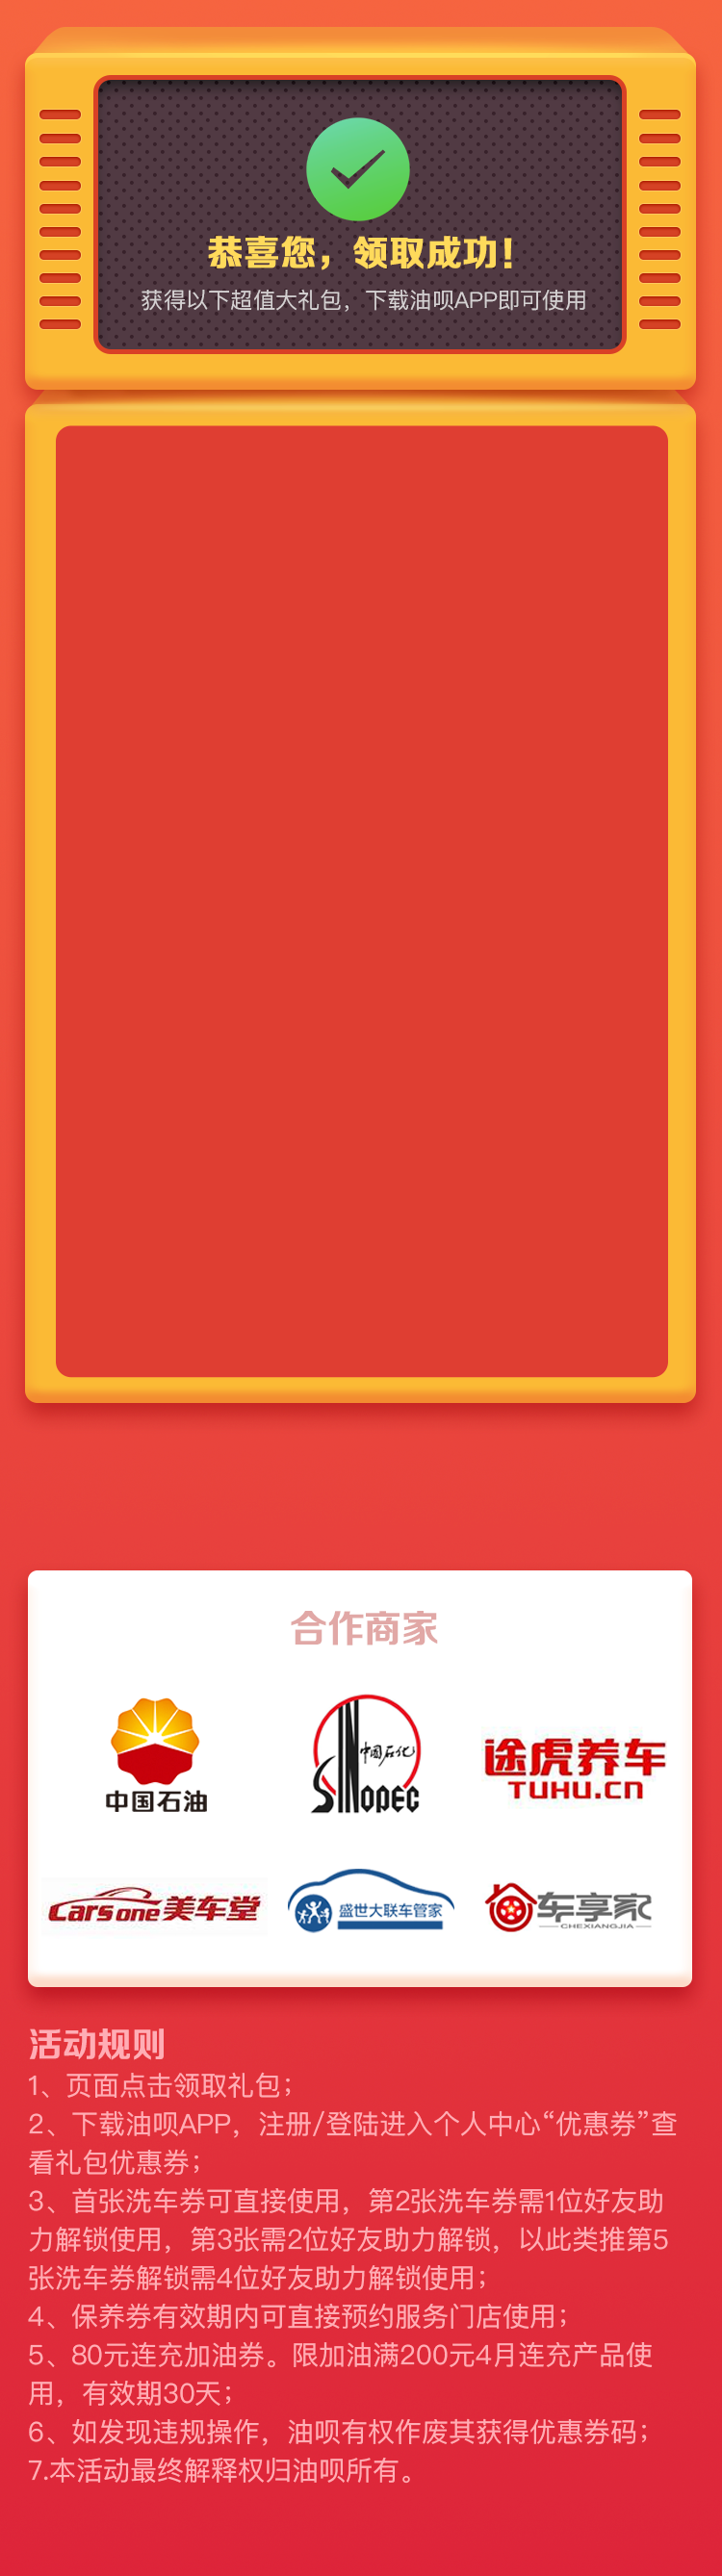 恭喜您，领取成功！
获得以下超值大礼包，下载油呗APP即可使用
合作商家
中国石油
中国石化
SINOPEC
途虎养车
TUHU.CN
Carsone美车堂
盛世大联车管家
车享家
CHEXIANGJIA
活动规则
1、页面点击领取礼包；
2、下载油呗APP，注册/登陆进入个人中心“优惠券”查
看礼包优惠券；
3、首张洗车券可直接使用，第2张洗车券需1位好友助
力解锁使用，第3张需2位好友助力解锁，以此类推第5
张洗车券解锁需4位好友助力解锁使用；
4、保养券有效期内可直接预约服务门店使用；
5、80元连充加油券。限加油满200元4月连充产品使
用，有效期30天；
6、如发现违规操作，油呗有权作废其获得优惠券码；
7.本活动最终解释权归油呗所有。